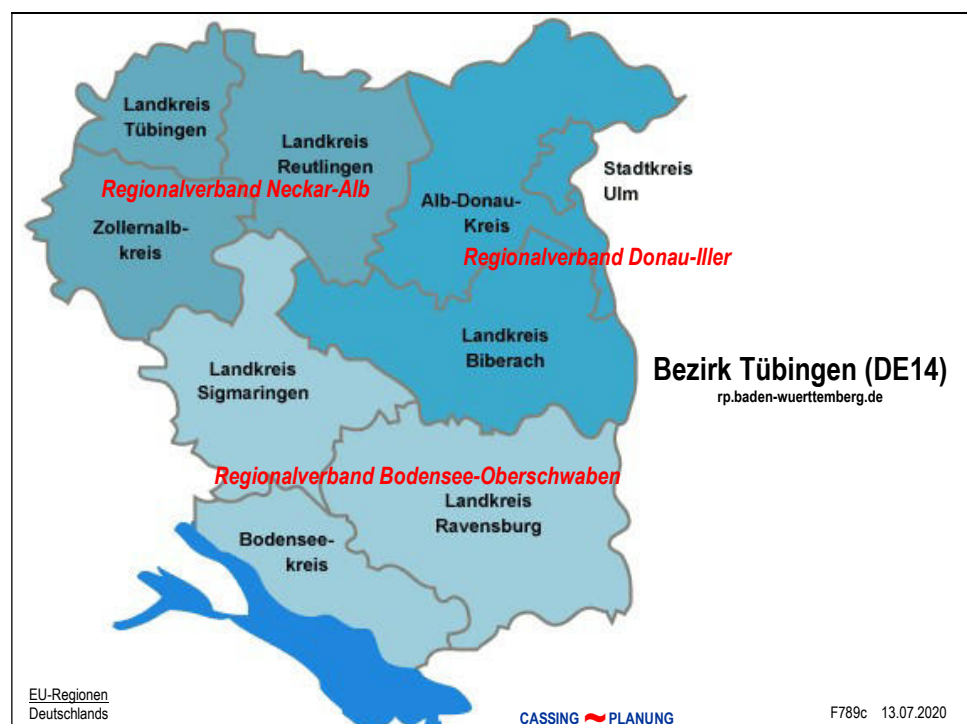 Landkreis
Tübingen
Landkreis
Reutlingen
Stadtkreis
Ulm
Regionalverband Neckar-Alb
Alb-Donau-
Kreis
Zollernalb-
kreis
Regionalverband Donau-Iller
Landkreis
Biberach
Landkreis
Sigmaringen
Bezirk Tübingen (DE14)
rp.baden-wuerttemberg.de
Regionalverband Bodensee-Oberschwaben
Landkreis
Ravensburg
Bodensee-
kreis
EU-Regionen
Deutschlands
CASSING PLANUNG
F789c 13.07.2020